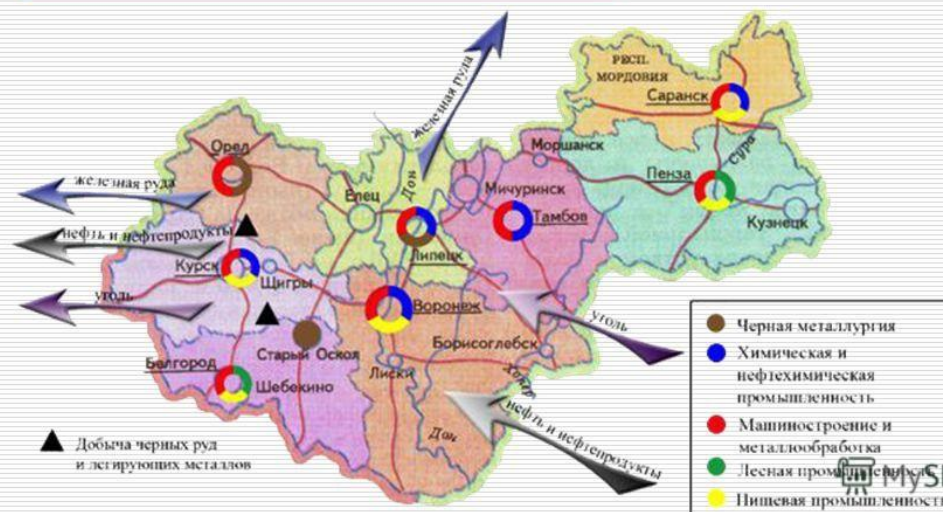 железная руда
РЕСП.
МОРДОВИЯ
Саранск
Орел
железная руда
Елец
Дон
Мичуринск
Моршанск
Тамбов
Пенза
Сура
Кузнецк
нефть и нефтепродукты
Курск
Щигры
Липецк
уголь
Воронеж
уголь
Старый Оскол
Борисоглебск
Лиски
Хопер
Белгород
Шебекино
Дон
нефть и нефтепродукты
Добыча черных руд
и легирующих металлов
Черная металлургия
Химическая и
нефтехимическая
промышленность
Машиностроение и
металлообработка
Лесная промышленность
Пищевая промышленность